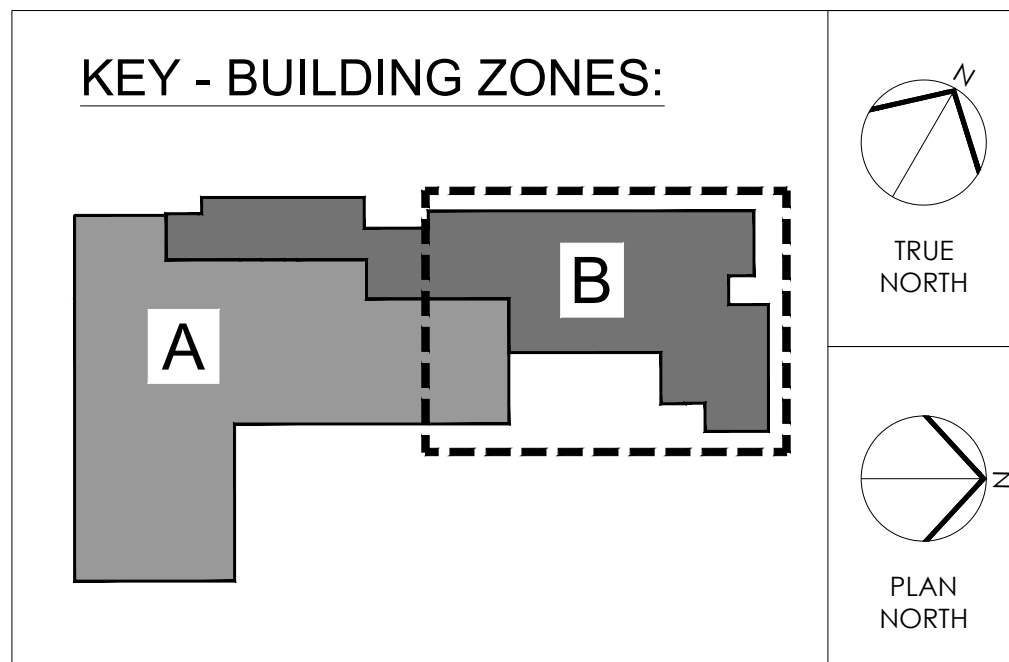 KEY - BUILDING ZONES:
A
B
N
TRUE
NORTH
N
PLAN
NORTH